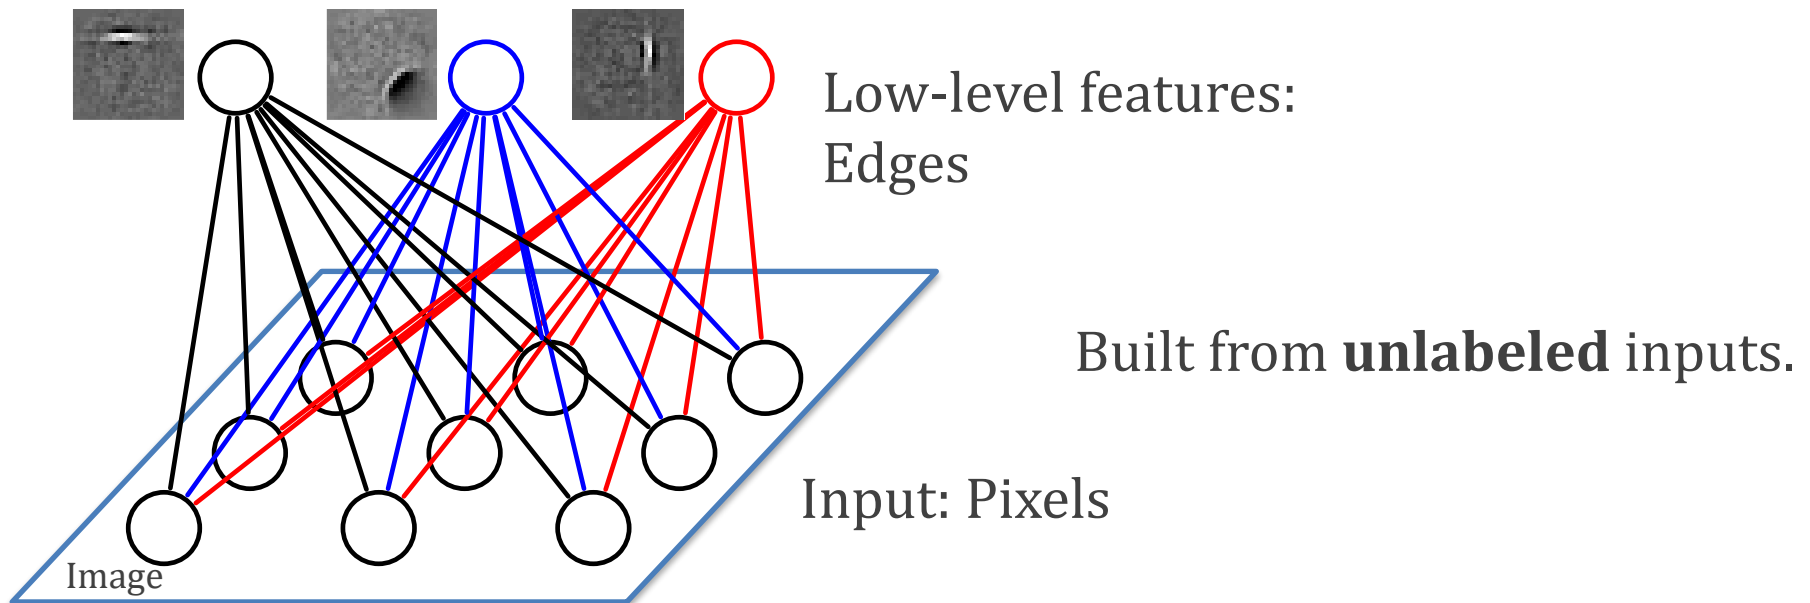 Low-level features:
Edges
Built from unlabeled inputs.
Input: Pixels
Image